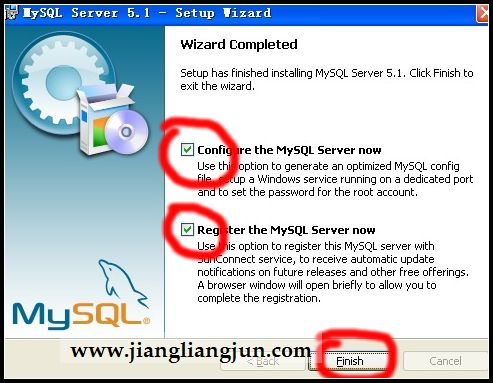 MySQL Server 5.1 - Setup Wizard
Wizard Completed
Setup has finished installing MySQL Server 5.1. Click Finish to
exit the wizard.
Configure the MySQL Server now
Use this option to generate an optimized MySQL config
file, setup a Windows service running on a dedicated port
and to set the password for the root account.
Register the MySQL Server now
Use this option to register this MySQL server with
SunConnect service, to receive automatic update
notifications on future releases and other free offerings.
A browser window will open briefly to allow you to
complete the registration.
MySQL®
www.jiangliangjun.com
< Back
Finish
Cancel